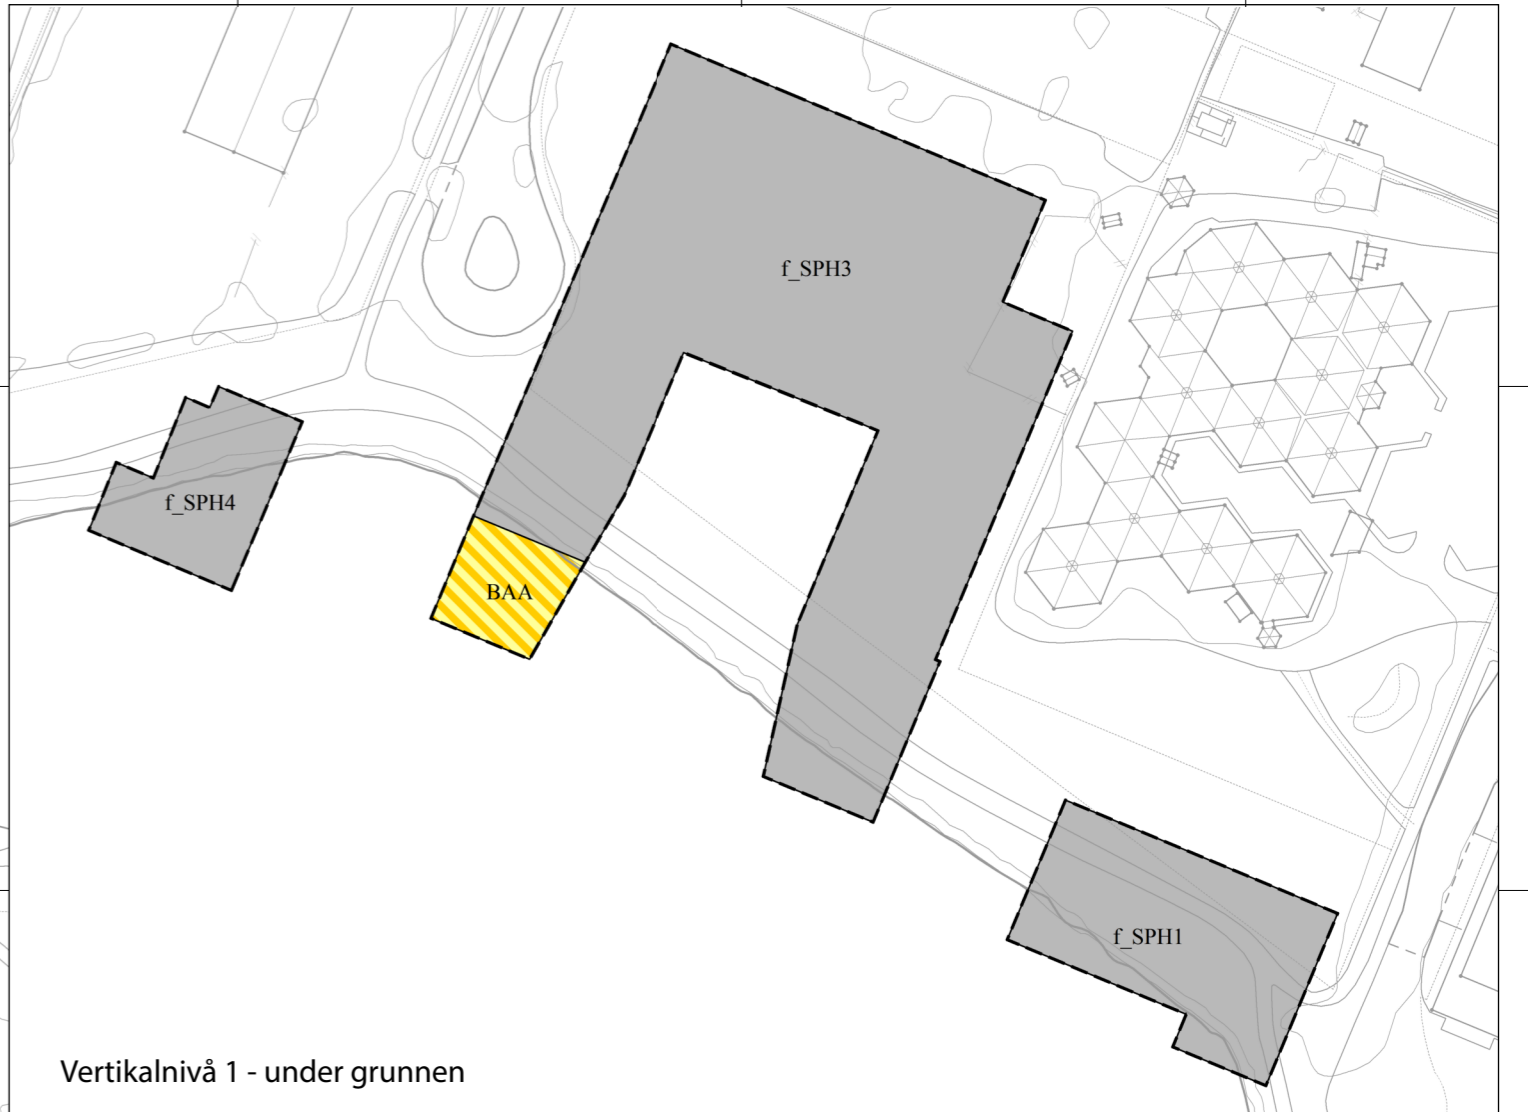 f_SPH3
f_SPH4
BAA
f_SPH1
Vertikalnivå 1 - under grunnen